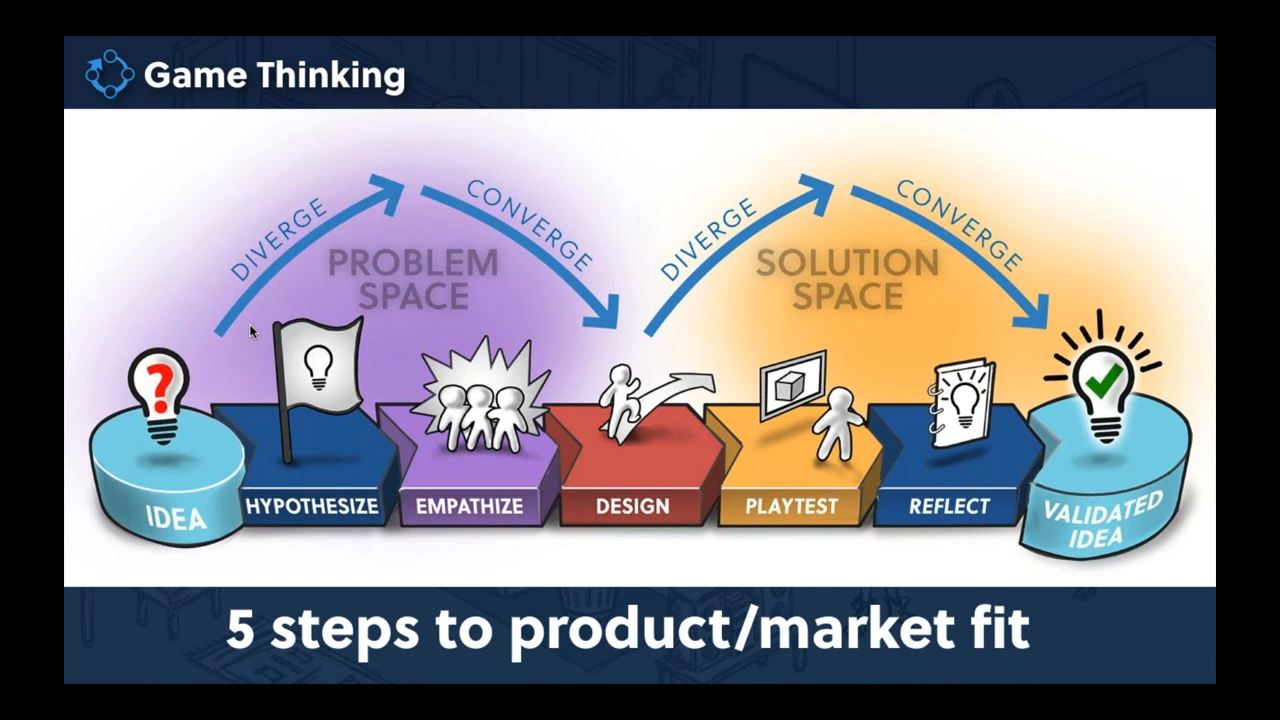 Game Thinking
DIVERGE
CONVERGE
DIVERGE
CONVERGE
PROBLEM
SPACE
SOLUTION
SPACE
?
IDEA
HYPOTHESIZE
EMPATHIZE
DESIGN
PLAYTEST
REFLECT
VALIDATED
IDEA
5 steps to product/market fit